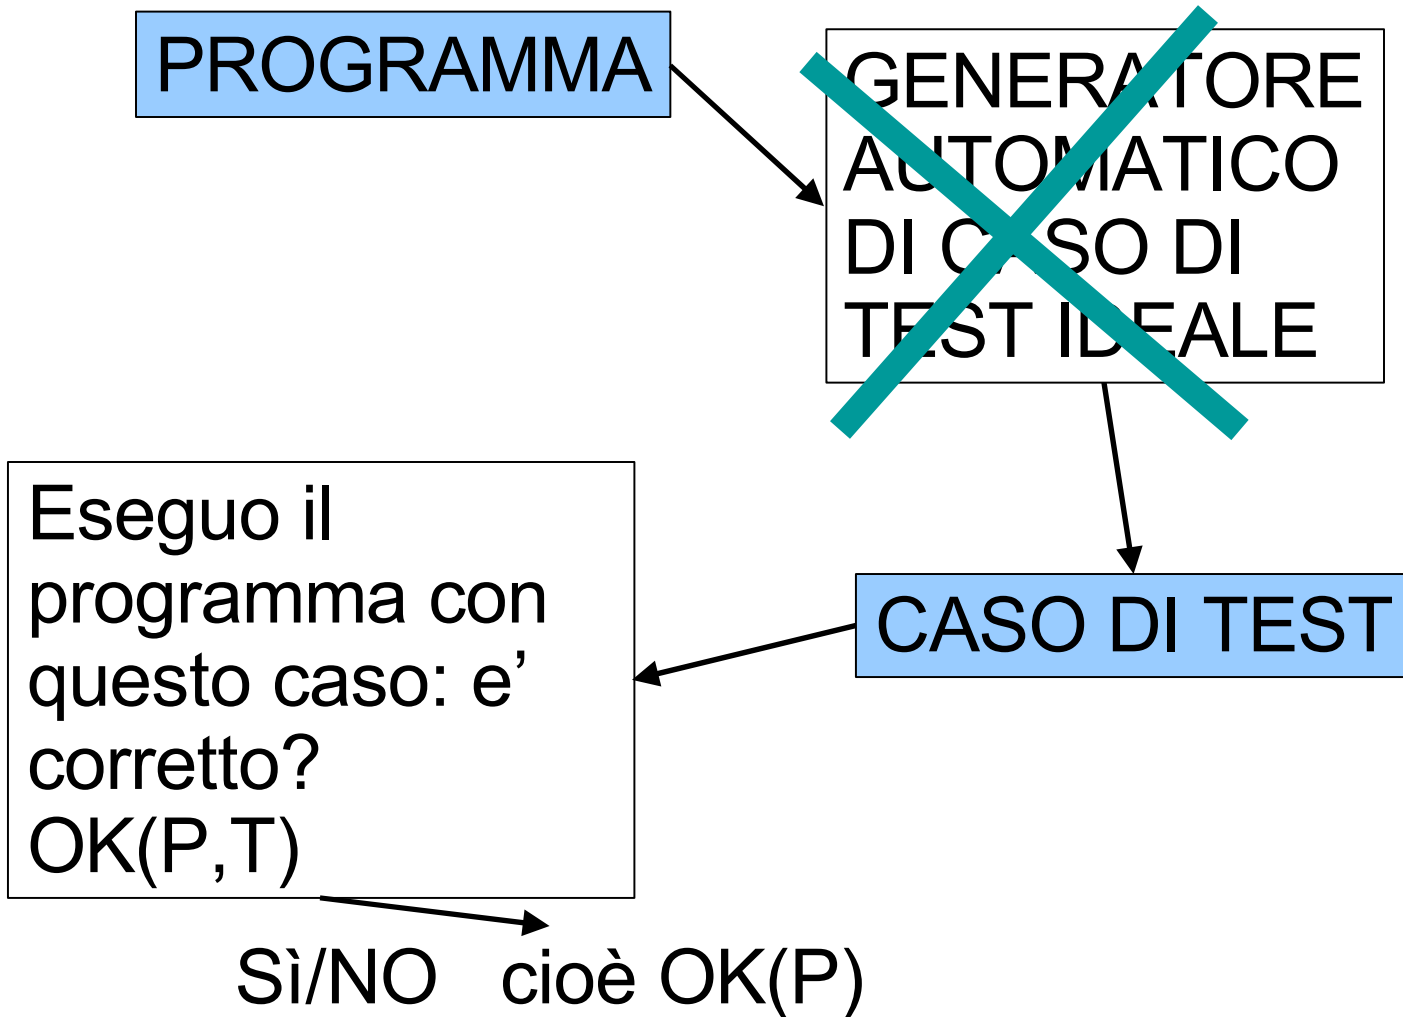 PROGRAMMA
GENERATORE
AUTOMATICO
DI CASO DI
TEST IDEALE
Eseguo il
programma con
questo caso: e’
corretto?
OK(P,T)
CASO DI TEST
Sì/NO cioè OK(P)